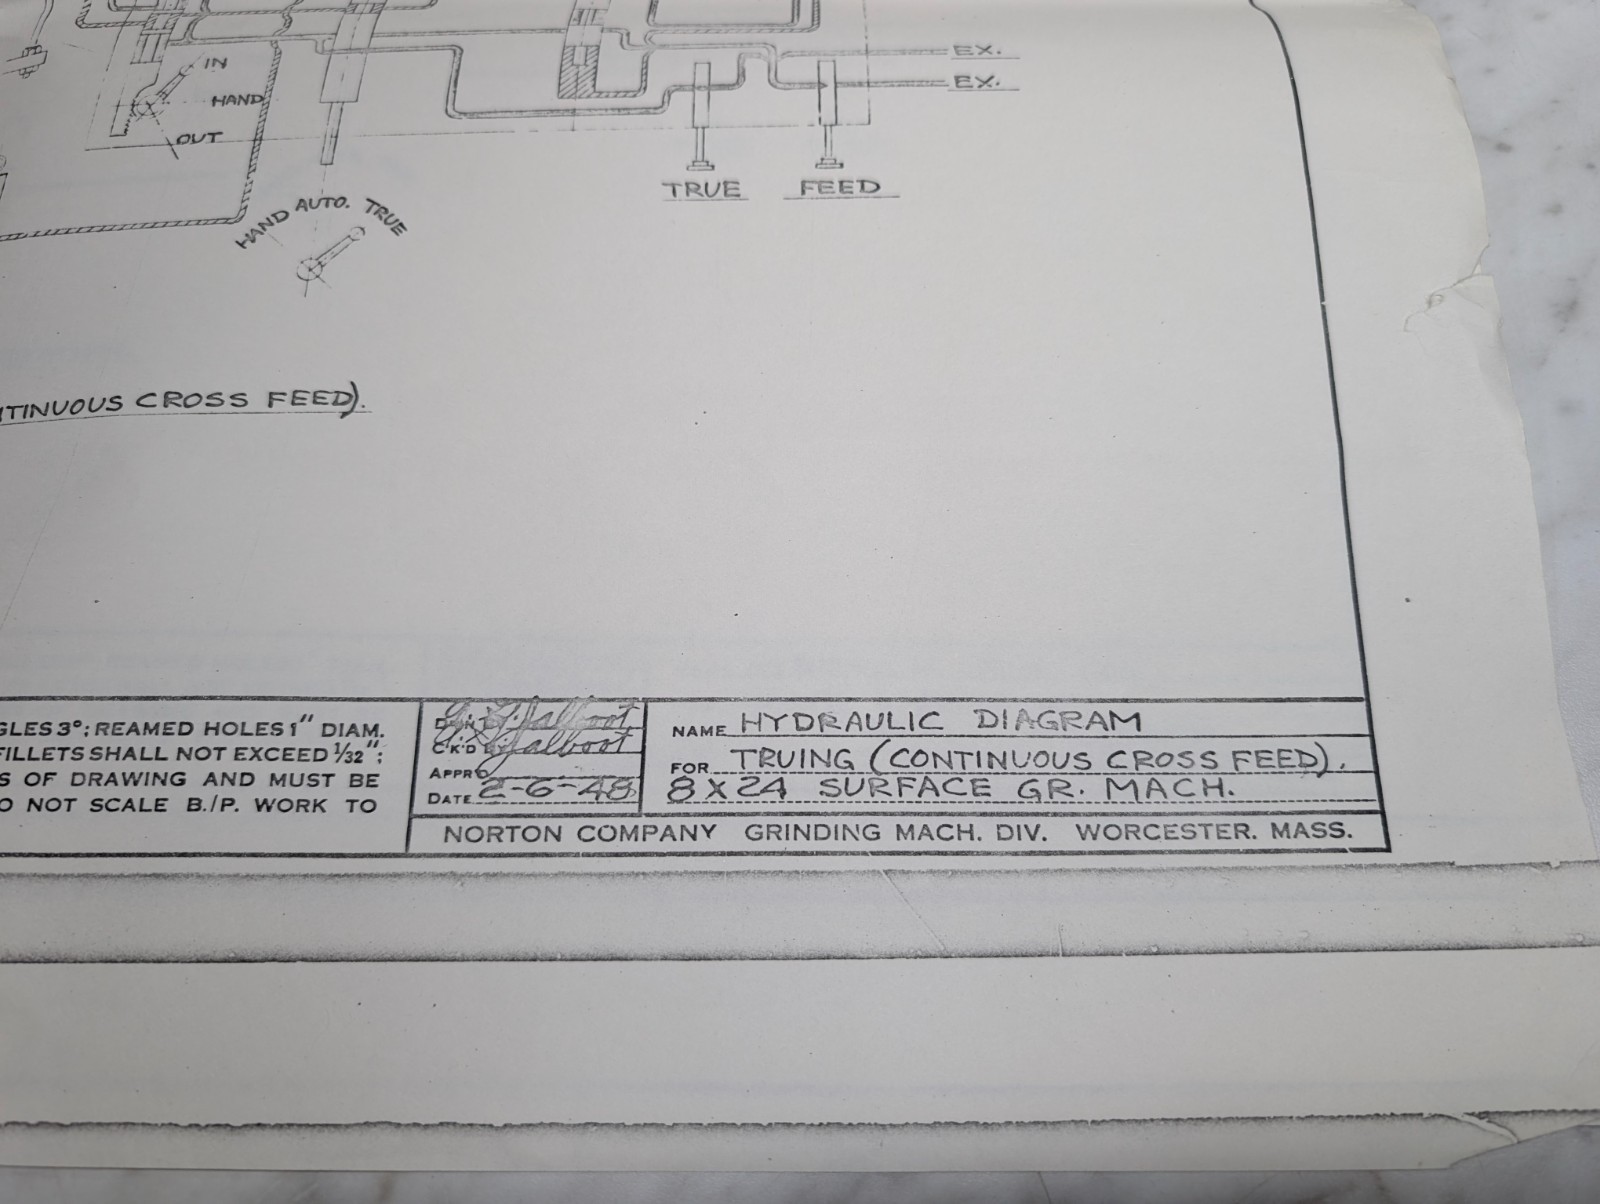 EX.
IN
EX.
HAND
OUT
TRUE FEED
HAND AUTO. TRUE
TINUOUS CROSS FEED).
GLES 3°; REAMED HOLES 1" DIAM.
FILLETS SHALL NOT EXCEED 1/32";
S OF DRAWING AND MUST BE
O NOT SCALE B./P. WORK TO
CK'D
APPR'D
DATE 2-6-48
NAME HYDRAULIC DIAGRAM
FOR TRUING (CONTINUOUS CROSS FEED).
8 X 24 SURFACE GR. MACH.
NORTON COMPANY GRINDING MACH. DIV. WORCESTER. MASS.